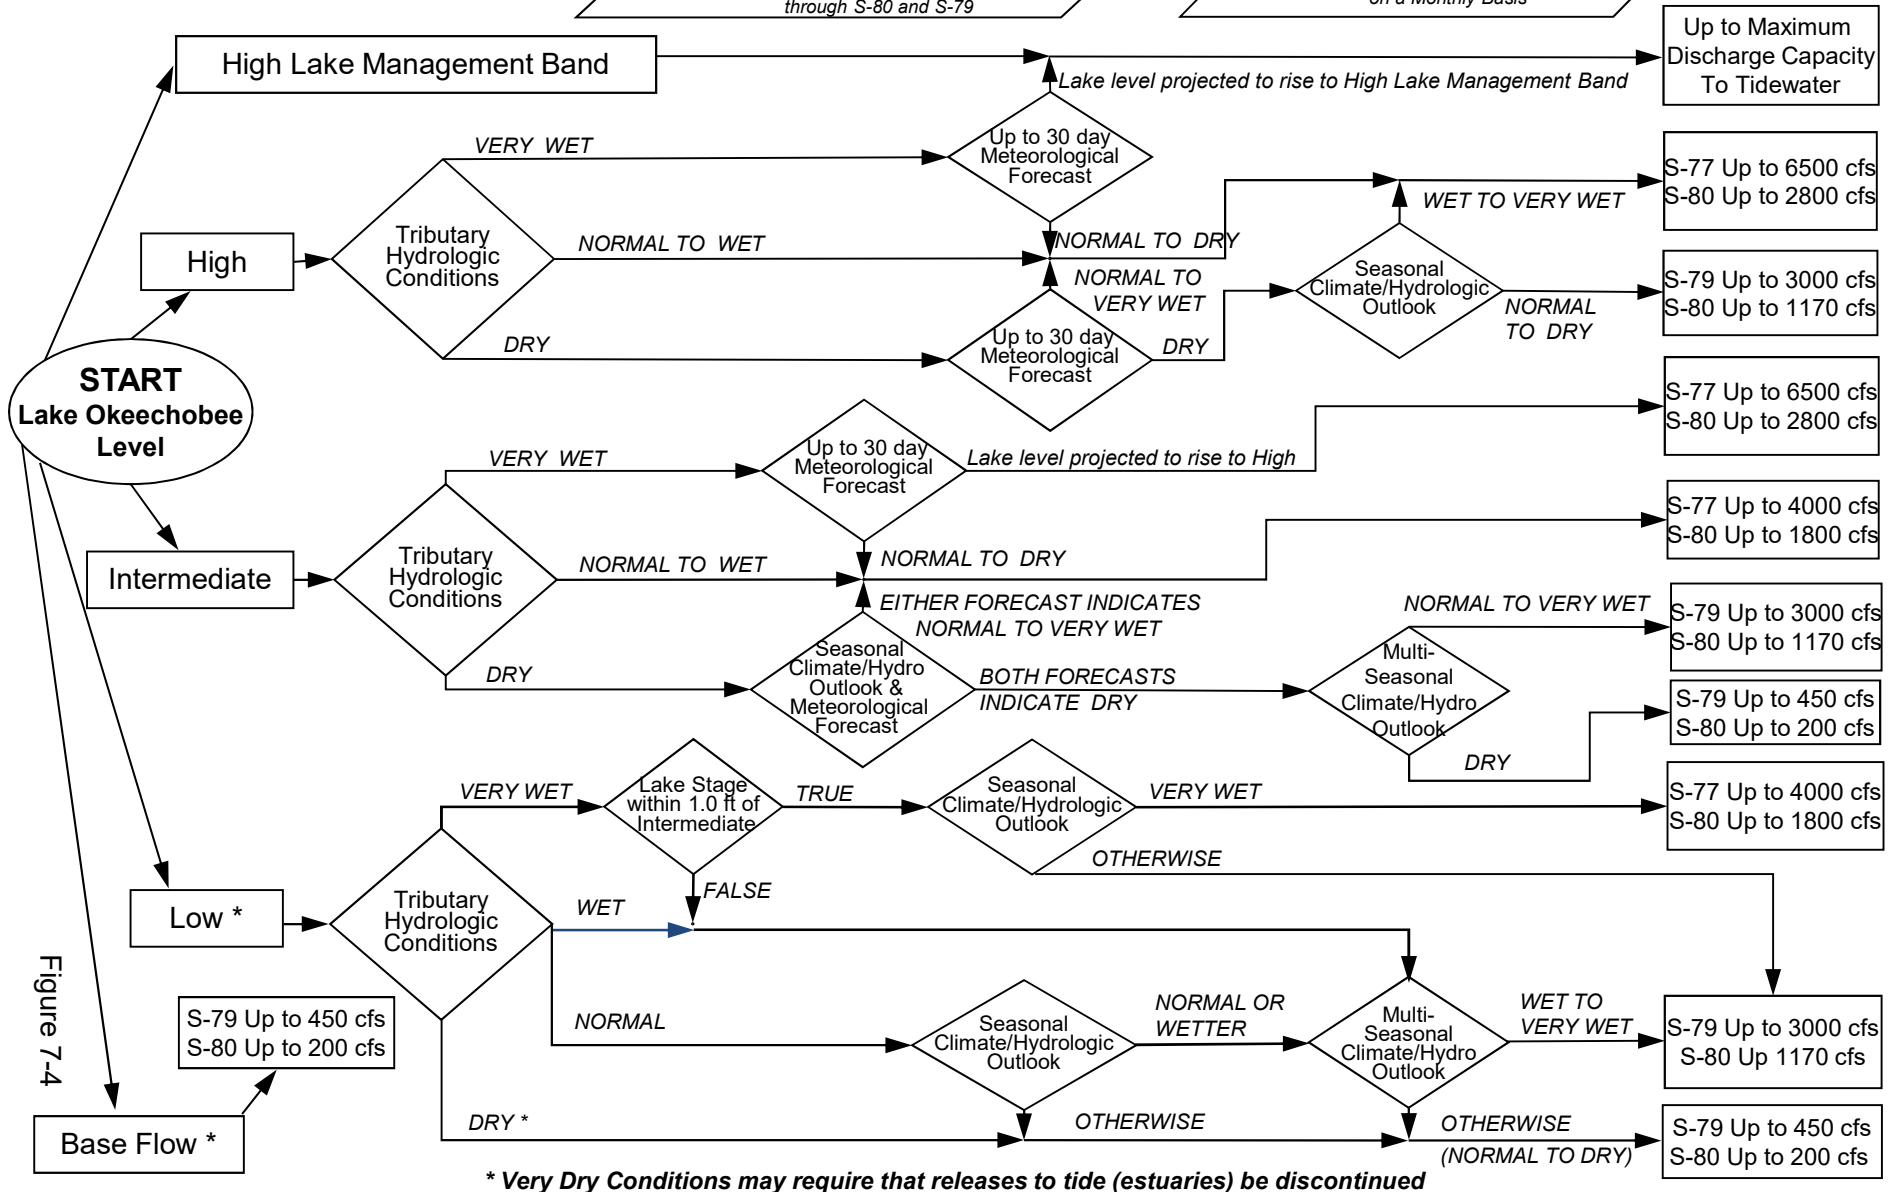 through S-80 and S-79
on a Monthly Basis
High Lake Management Band
Lake level projected to rise to High Lake Management Band
Up to Maximum
Discharge Capacity
To Tidewater
VERY WET
Up to 30 day
Meteorological
Forecast
S-77 Up to 6500 cfs
S-80 Up to 2800 cfs
WET TO VERY WET
High
Tributary
Hydrologic
Conditions
NORMAL TO WET
NORMAL TO DRY
NORMAL TO
VERY WET
Seasonal
Climate/Hydrologic
Outlook
NORMAL
TO DRY
S-79 Up to 3000 cfs
S-80 Up to 1170 cfs
DRY
Up to 30 day
Meteorological
Forecast
DRY
START
Lake Okeechobee
Level
S-77 Up to 6500 cfs
S-80 Up to 2800 cfs
VERY WET
Up to 30 day
Meteorological
Forecast
Lake level projected to rise to High
S-77 Up to 4000 cfs
S-80 Up to 1800 cfs
Intermediate
Tributary
Hydrologic
Conditions
NORMAL TO WET
NORMAL TO DRY
EITHER FORECAST INDICATES
NORMAL TO VERY WET
NORMAL TO VERY WET
S-79 Up to 3000 cfs
S-80 Up to 1170 cfs
DRY
Seasonal
Climate/Hydro
Outlook &
Meteorological
Forecast
BOTH FORECASTS
INDICATE DRY
Multi-
Seasonal
Climate/Hydro
Outlook
DRY
S-79 Up to 450 cfs
S-80 Up to 200 cfs
VERY WET
Lake Stage
within 1.0 ft of
Intermediate
TRUE
Seasonal
Climate/Hydrologic
Outlook
VERY WET
S-77 Up to 4000 cfs
S-80 Up to 1800 cfs
OTHERWISE
FALSE
Low *
Tributary
Hydrologic
Conditions
WET
NORMAL
Seasonal
Climate/Hydrologic
Outlook
NORMAL OR
WETTER
Multi-
Seasonal
Climate/Hydro
Outlook
WET TO
VERY WET
S-79 Up to 3000 cfs
S-80 Up 1170 cfs
Figure 7-4
S-79 Up to 450 cfs
S-80 Up to 200 cfs
Base Flow *
DRY *
OTHERWISE
OTHERWISE
(NORMAL TO DRY)
S-79 Up to 450 cfs
S-80 Up to 200 cfs
* Very Dry Conditions may require that releases to tide (estuaries) be discontinued